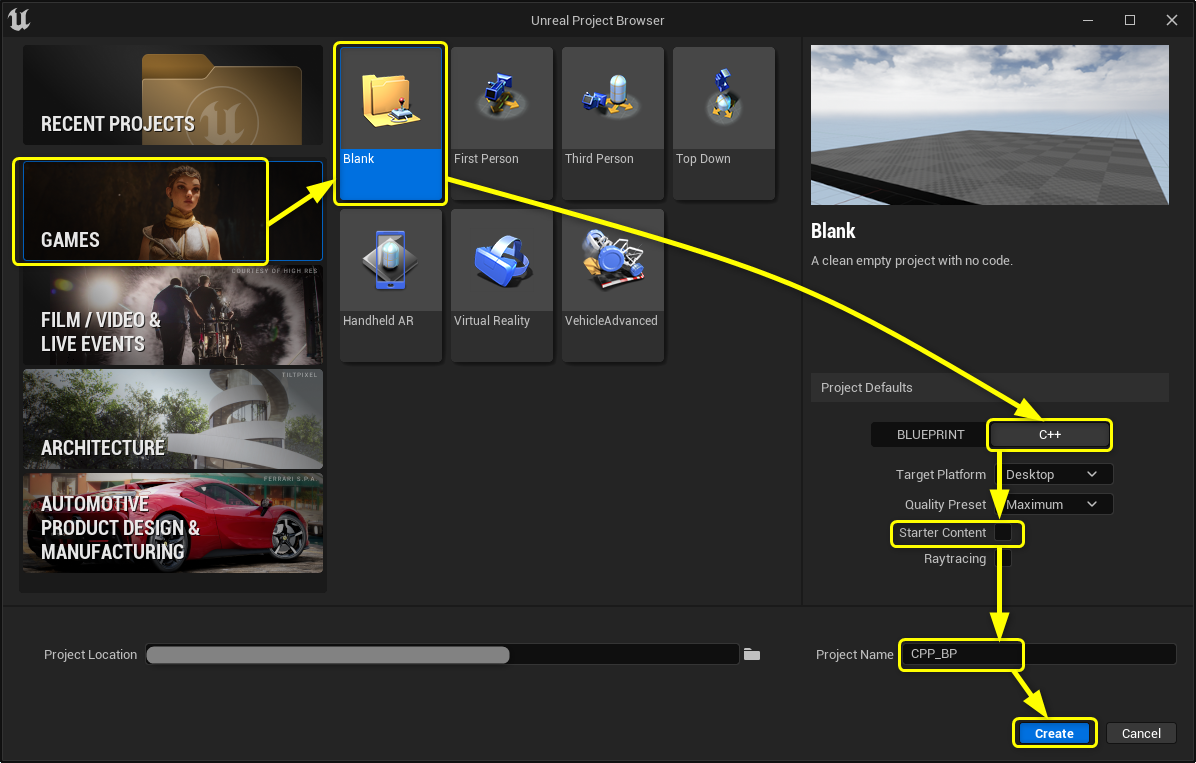 Unreal Project Browser
RECENT PROJECTS
GAMES
COURTESY OF HIGH RES
FILM / VIDEO &
LIVE EVENTS
TILTPIXEL
ARCHITECTURE
FERRARI S.P.A.
AUTOMOTIVE
PRODUCT DESIGN &
MANUFACTURING
Blank
First Person
Third Person
Top Down
Handheld AR
Virtual Reality
VehicleAdvanced
Blank
A clean empty project with no code.
Project Defaults
BLUEPRINT
C++
Target Platform
Desktop
Quality Preset
Maximum
Starter Content
Raytracing
Project Location
Project Name
CPP_BP
Create
Cancel